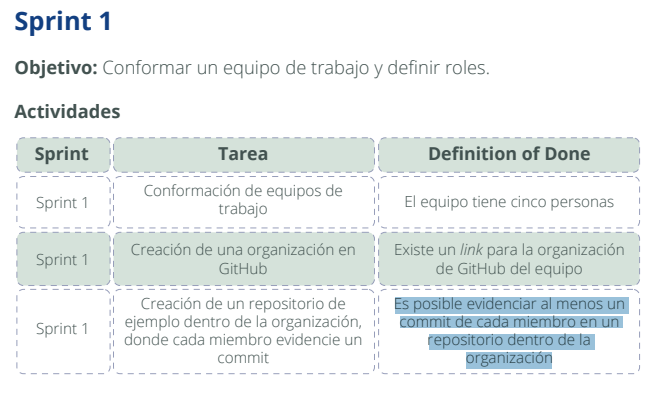 Sprint 1
Objetivo: Conformar un equipo de trabajo y definir roles.
Actividades
Sprint Tarea Definition of Done
Sprint 1
Conformación de equipos de
trabajo
El equipo tiene cinco personas
Sprint 1
Creación de una organización en
GitHub
Existe un link para la organización
de GitHub del equipo
Sprint 1
Creación de un repositorio de
ejemplo dentro de la organización,
donde cada miembro evidencie un
commit
Es posible evidenciar al menos un
commit de cada miembro en un
repositorio dentro de la
organización